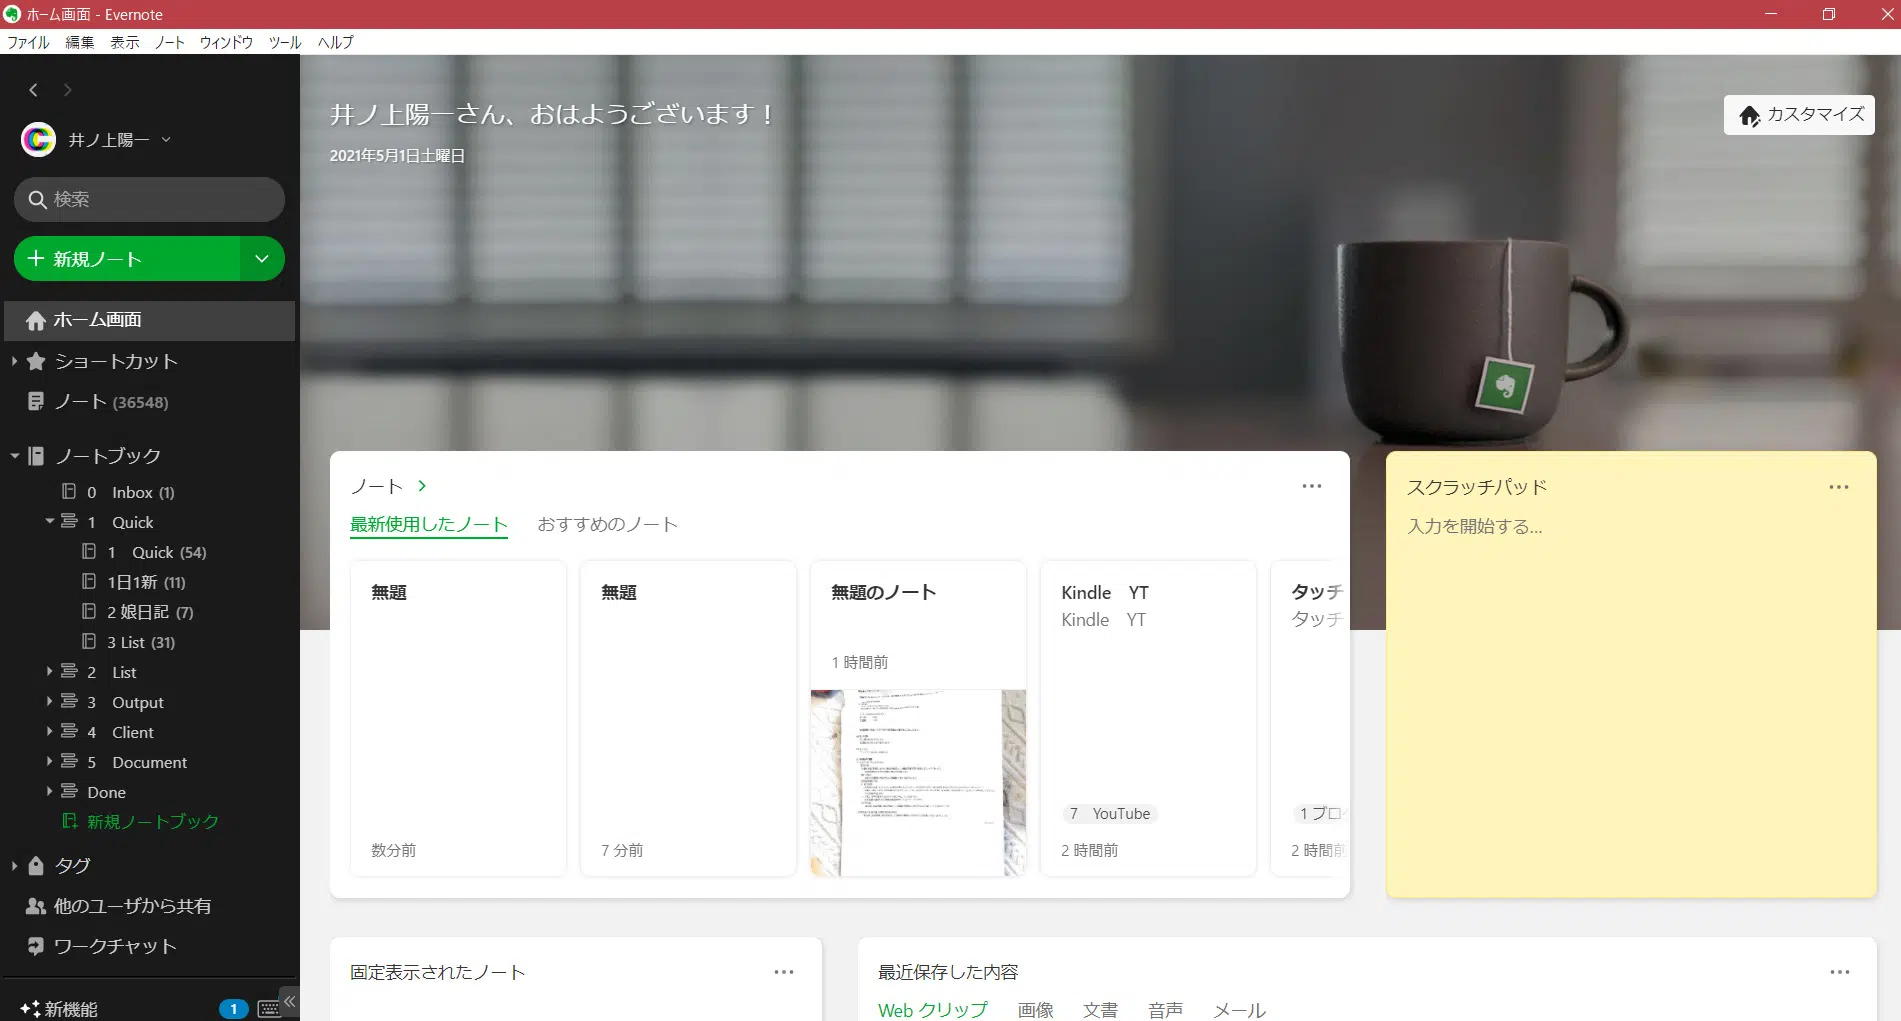 ホーム画面 - Evernote
ファイル 編集 表示 ノート ウィンドウ ツール ヘルプ
井ノ上陽一
検索
新規ノート
ホーム画面
ショートカット
ノート (36548)
ノートブック
0 Inbox (1)
1 Quick
1 Quick (54)
1日1新 (11)
2 娘日記 (7)
3 List (31)
2 List
3 Output
4 Client
5 Document
Done
新規ノートブック
タグ
他のユーザから共有
ワークチャット
新機能 1
井ノ上陽一さん、おはようございます！
2021年5月1日土曜日
カスタマイズ
ノート
最新使用したノート おすすめのノート
無題
数分前
無題
7 分前
無題のノート
1 時間前
Kindle YT
Kindle YT
7 YouTube
2 時間前
タッチ
タッチ
1 ブロ
2 時間前
スクラッチパッド
入力を開始する...
固定表示されたノート
最近保存した内容
Web クリップ 画像 文書 音声 メール